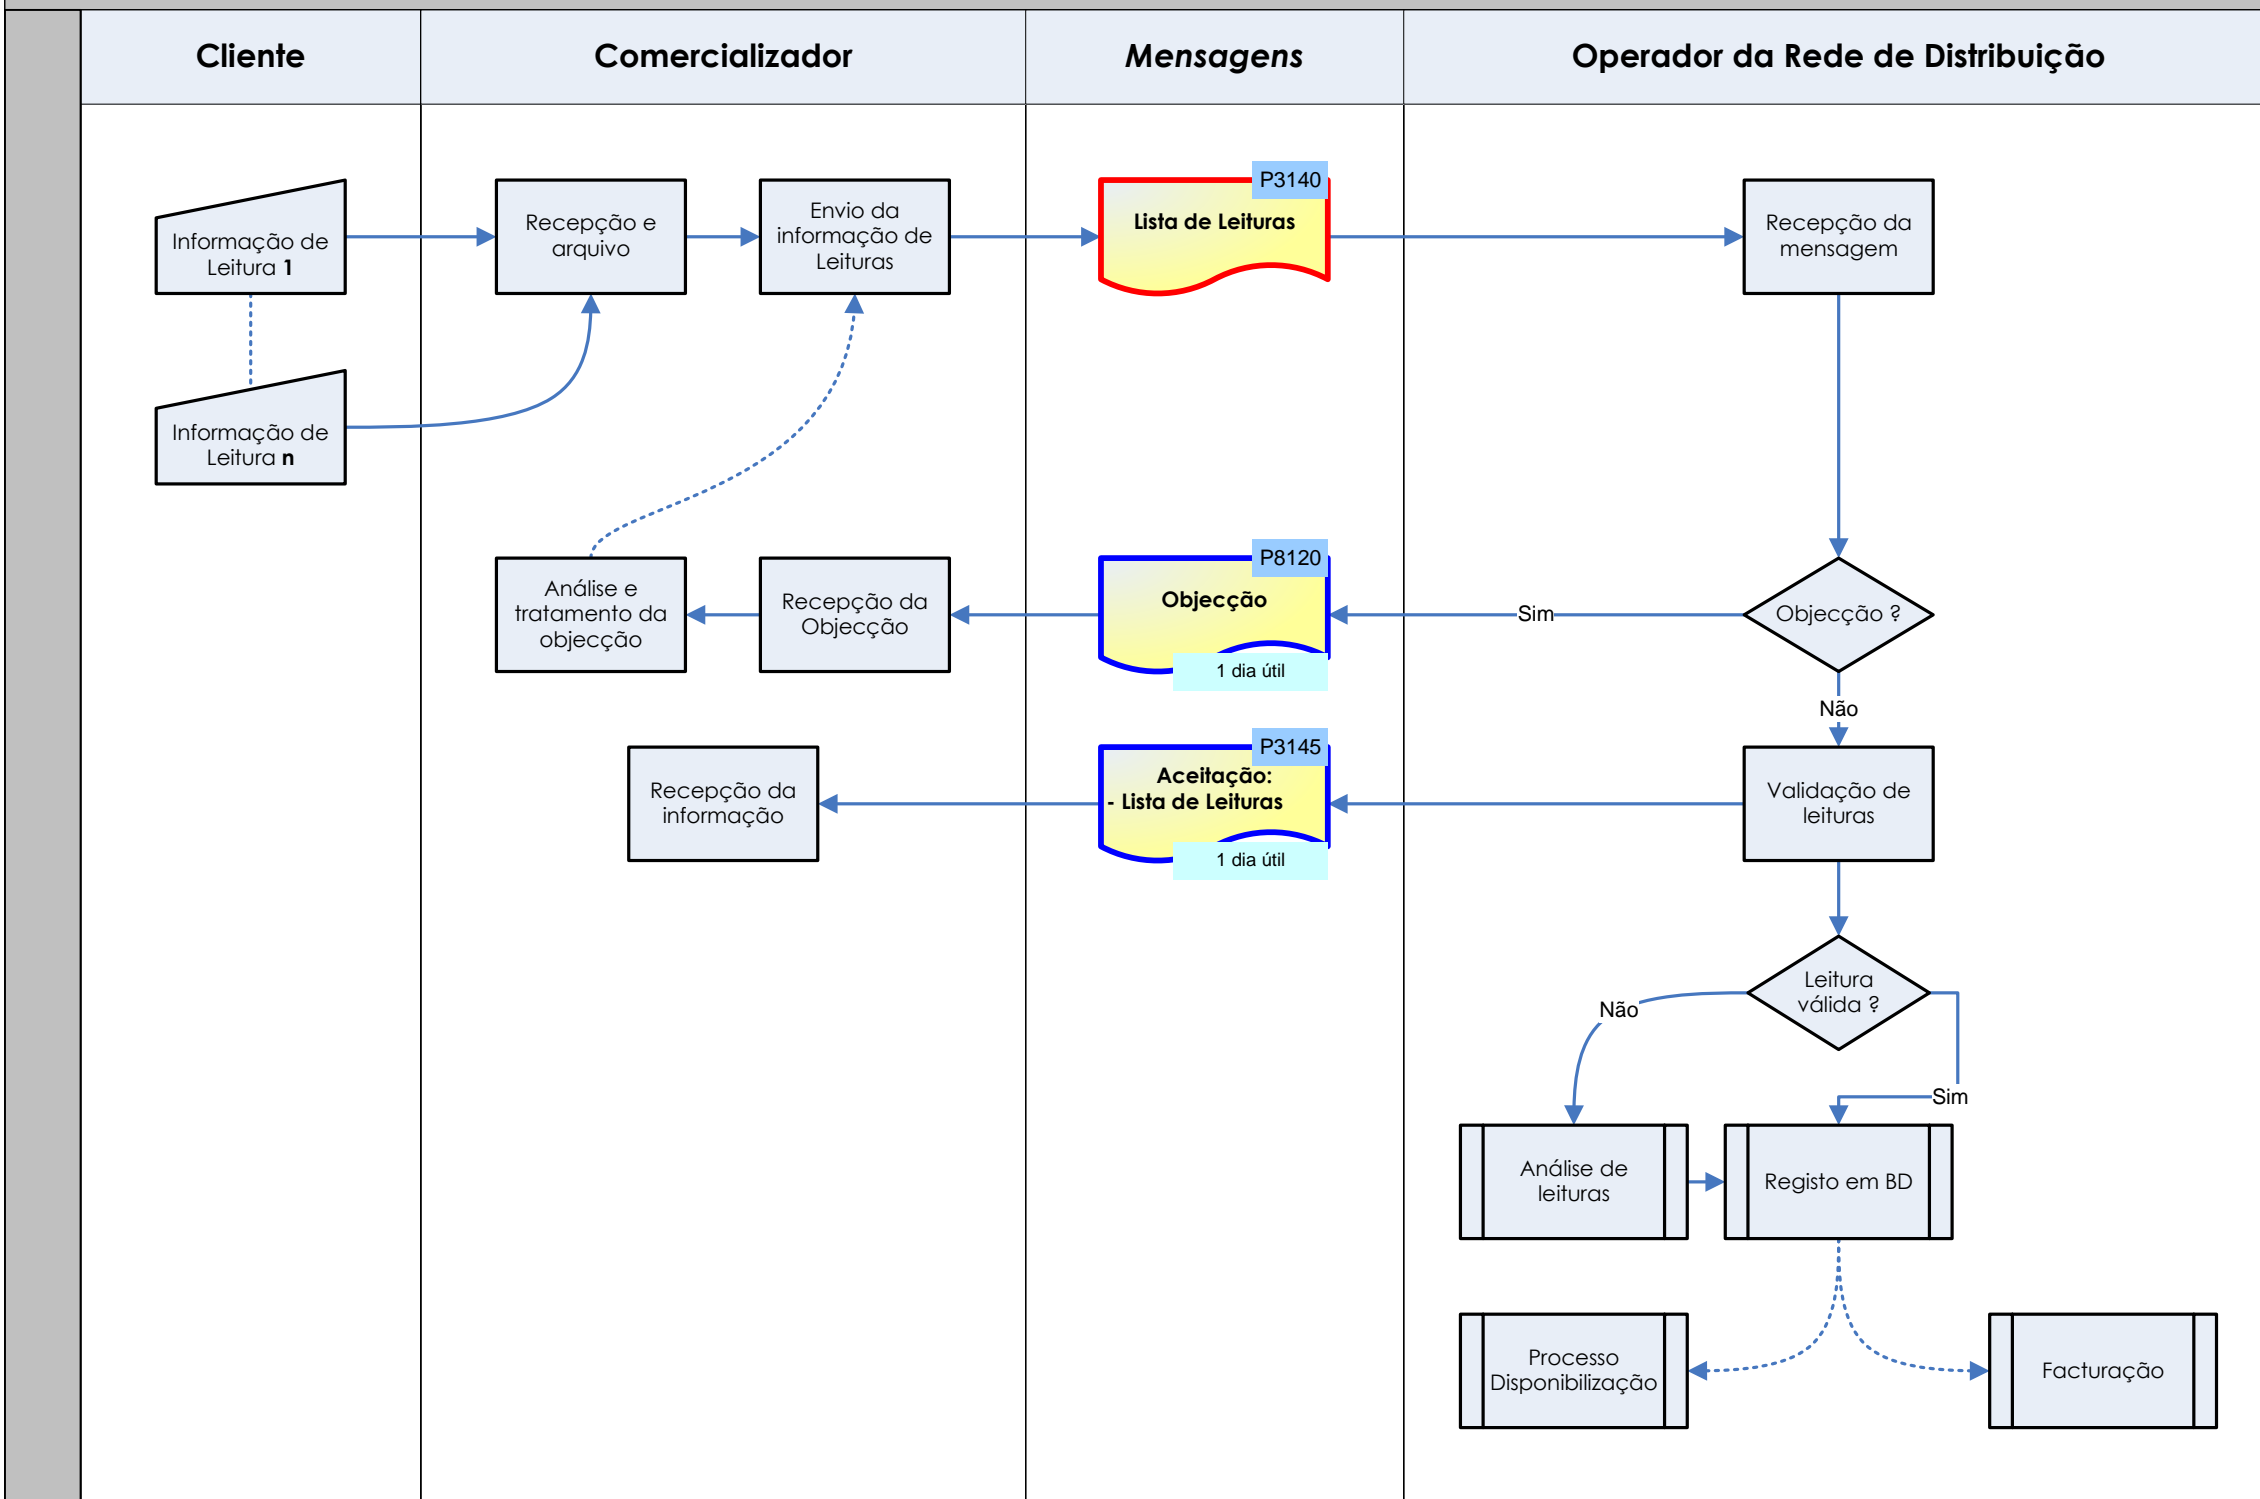 Cliente
Comercializador
Mensagens
Operador da Rede de Distribuição
Informação de
Leitura 1
Recepção e
arquivo
Envio da
informação de
Leituras
P3140
Lista de Leituras
Recepção da
mensagem
Informação de
Leitura n
Análise e
tratamento da
objecção
Recepção da
Objecção
P8120
Objecção
1 dia útil
Sim
Objecção ?
Não
Recepção da
informação
P3145
Aceitação:
- Lista de Leituras
1 dia útil
Validação de
leituras
Leitura
válida ?
Não
Sim
Análise de
leituras
Registo em BD
Processo
Disponibilização
Facturação